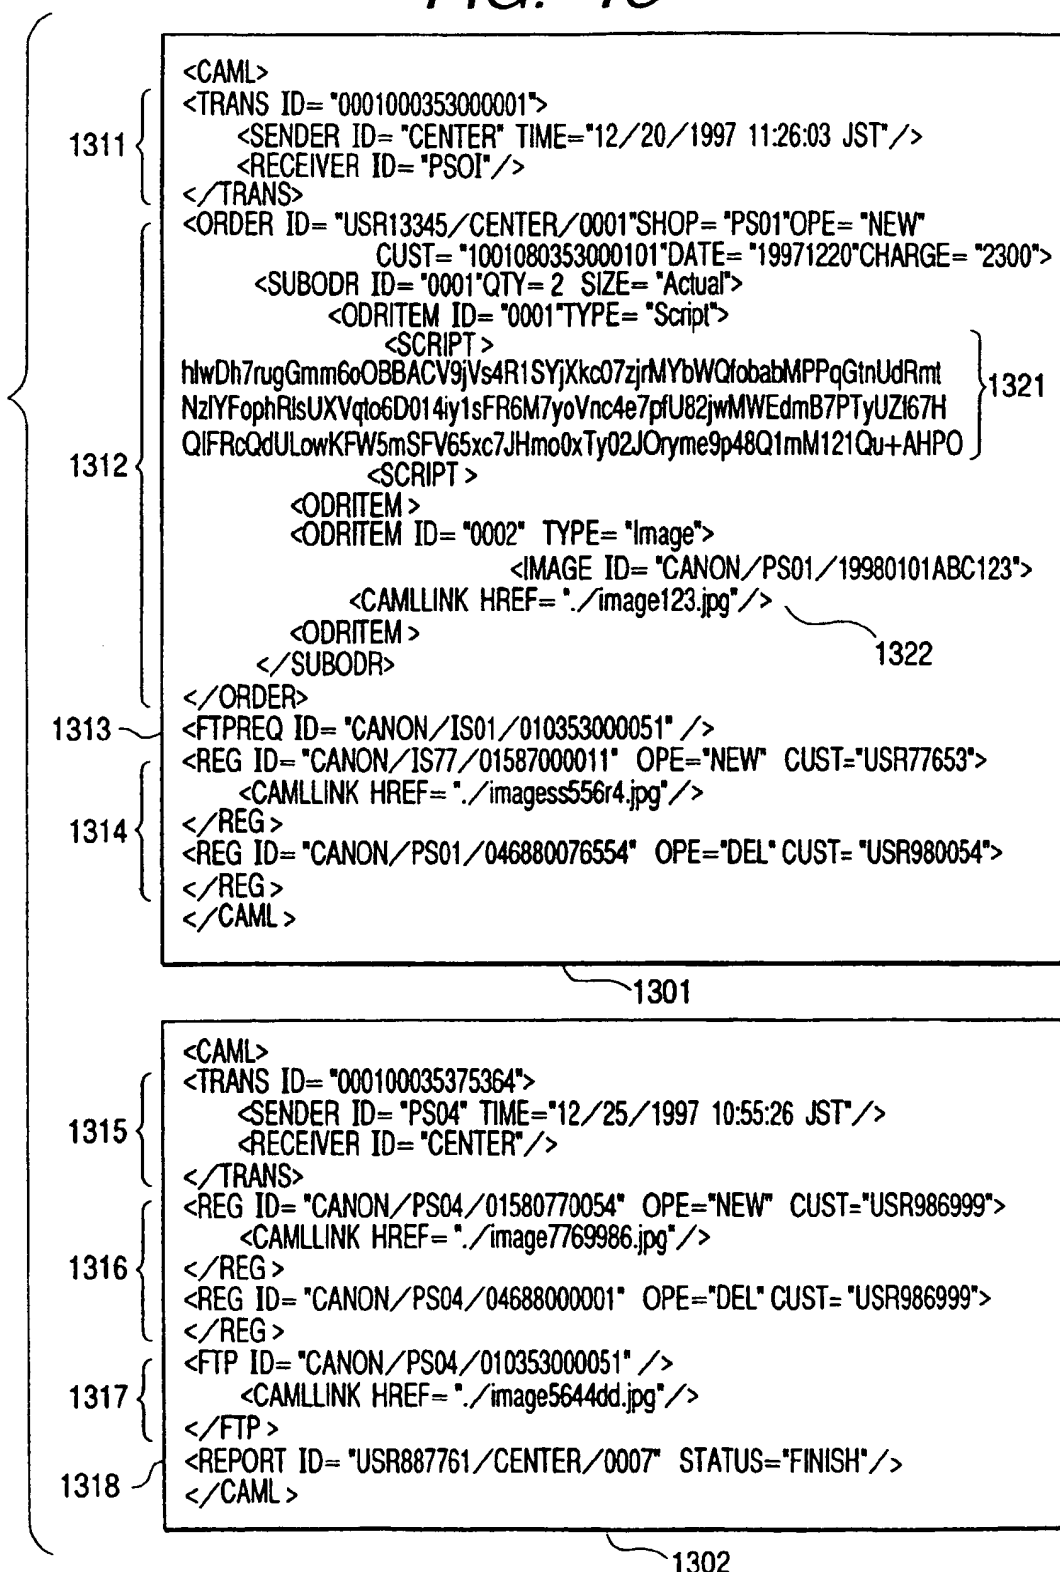 1311
1312
1313
1314
<CAML>
<TRANS ID= "0001000353000001">
<SENDER ID= "CENTER" TIME="12/20/1997 11:26:03 JST"/>
<RECEIVER ID= "PSOI"/>
</TRANS>
<ORDER ID= "USR13345/CENTER/0001"SHOP= "PS01"OPE= "NEW"
CUST= "1001080353000101"DATE= "19971220"CHARGE= "2300">
<SUBODR ID= "0001"QTY= 2 SIZE= "Actual">
<ODRITEM ID= "0001"TYPE= "Script">
<SCRIPT>
hIwDh7rugGmm6oOBBACV9jVs4R1SYjXkc07zjrMYbWQfobabMPPqGtnUdRmt
NzIYFophRIsUXVqto6D014iy1sFR6M7yoVnc4e7pfU82jwMWEdmB7PTyUZI67H
QIFRcQdULowKFW5mSFV65xc7JHmo0xTy02JOryme9p48Q1mM121Qu+AHPO
1321
<SCRIPT>
<ODRITEM>
<ODRITEM ID= "0002" TYPE= "Image">
<IMAGE ID= "CANON/PS01/19980101ABC123">
<CAMLLINK HREF= "./image123.jpg"/>
1322
<ODRITEM>
</SUBODR>
</ORDER>
<FTPREQ ID= "CANON/IS01/010353000051" />
<REG ID= "CANON/IS77/01587000011" OPE="NEW" CUST="USR77653">
<CAMLLINK HREF= "./imagess556r4.jpg"/>
</REG>
<REG ID= "CANON/PS01/046880076554" OPE="DEL" CUST= "USR980054">
</REG>
</CAML>
1301
1315
1316
1317
1318
<CAML>
<TRANS ID= "000100035375364">
<SENDER ID= "PS04" TIME="12/25/1997 10:55:26 JST"/>
<RECEIVER ID= "CENTER"/>
</TRANS>
<REG ID= "CANON/PS04/01580770054" OPE="NEW" CUST="USR986999">
<CAMLLINK HREF= "./image7769986.jpg"/>
</REG>
<REG ID= "CANON/PS04/04688000001" OPE="DEL" CUST= "USR986999">
</REG>
<FTP ID= "CANON/PS04/010353000051" />
<CAMLLINK HREF= "./image5644dd.jpg"/>
</FTP>
<REPORT ID= "USR887761/CENTER/0007" STATUS="FINISH"/>
</CAML>
1302